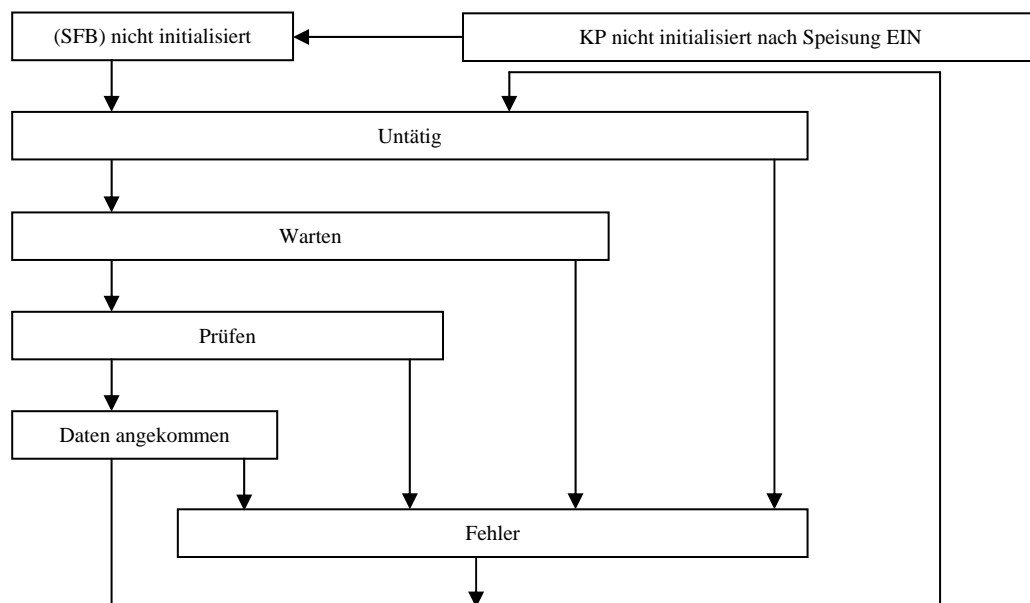 (SFB) nicht initialisiert
KP nicht initialisiert nach Speisung EIN
Untätig
Warten
Prüfen
Daten angekommen
Fehler